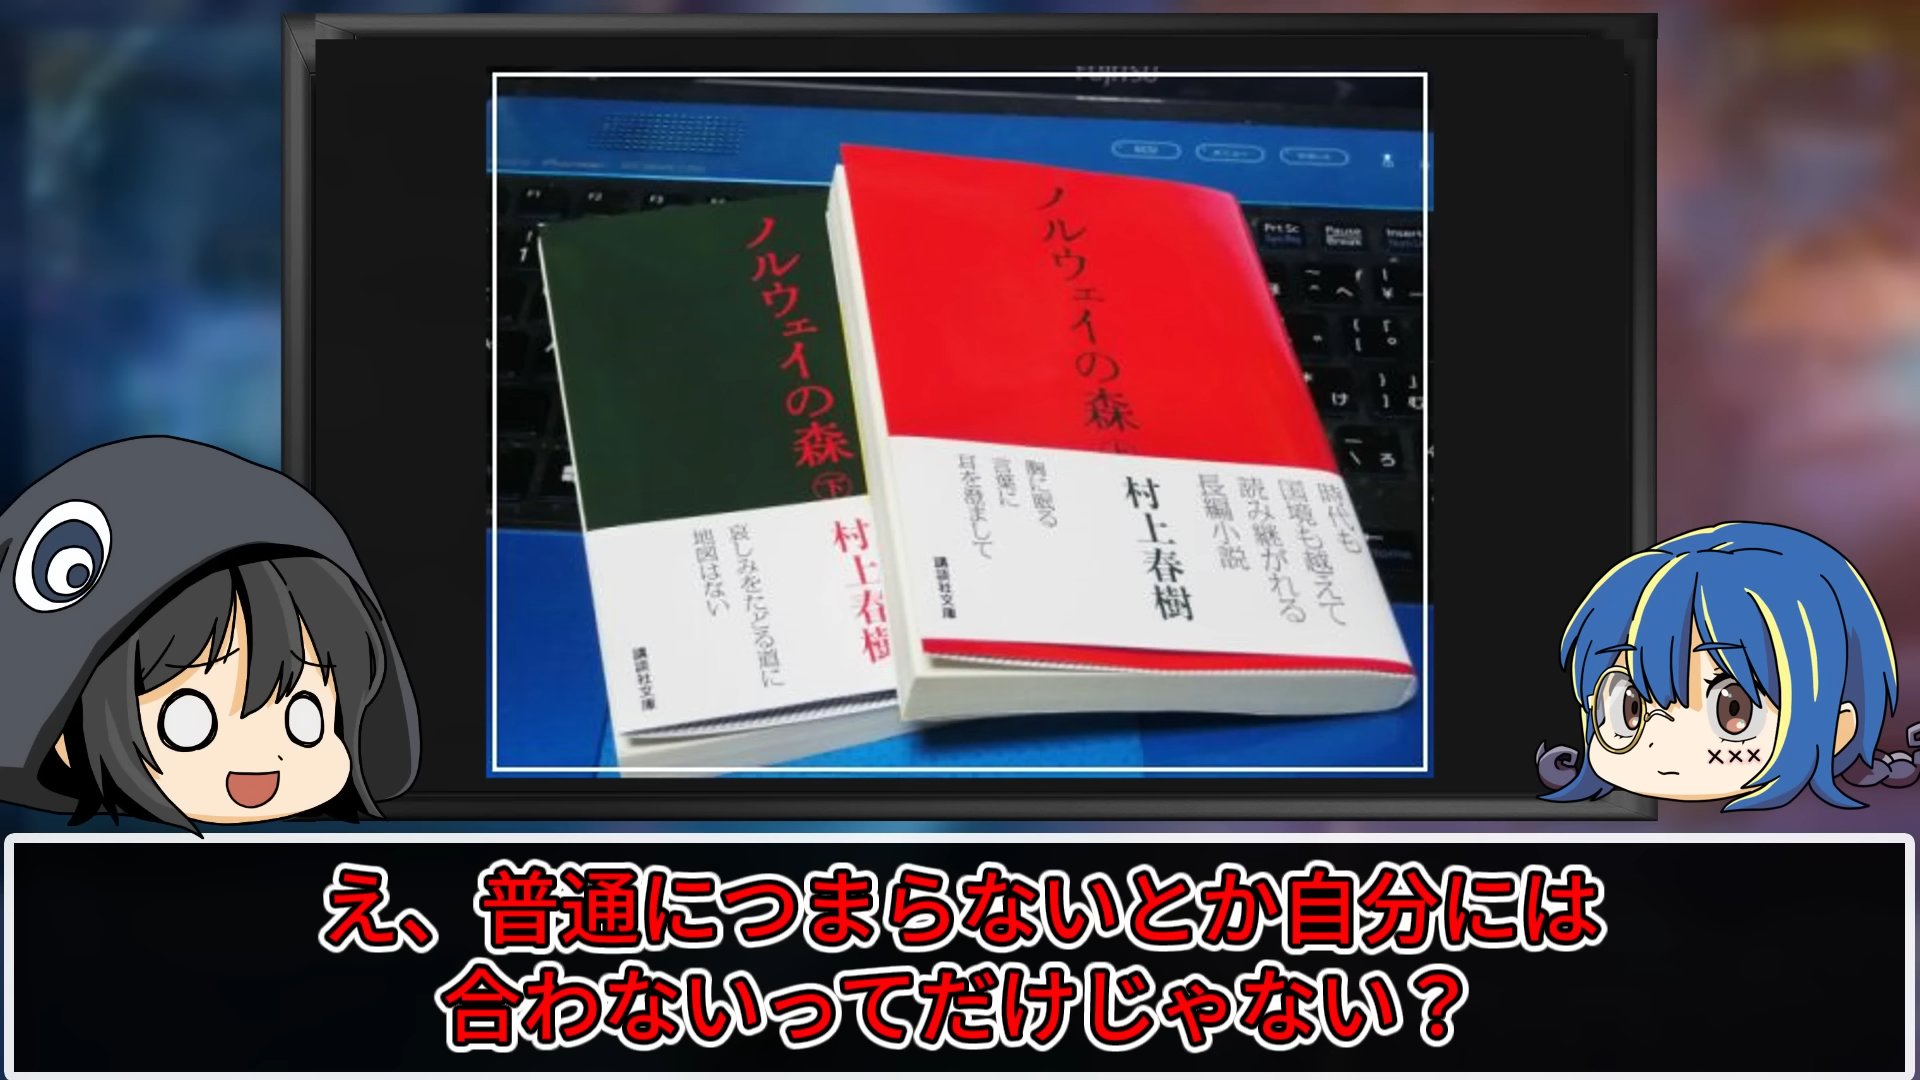 FUJITSU
F1
F2
F3
Prt Sc
Pause
Break
Insert
ノルウェイの森
時代も
国境も越えて
読み継がれる
長編小説
村上春樹
胸に眠る
言葉に
耳を澄まして
講談社文庫
ノルウェイの森 下
村上春樹
哀しみをたどる道に
地図はない
講談社文庫
×××
え、普通につまらないとか自分には
合わないってだけじゃない？